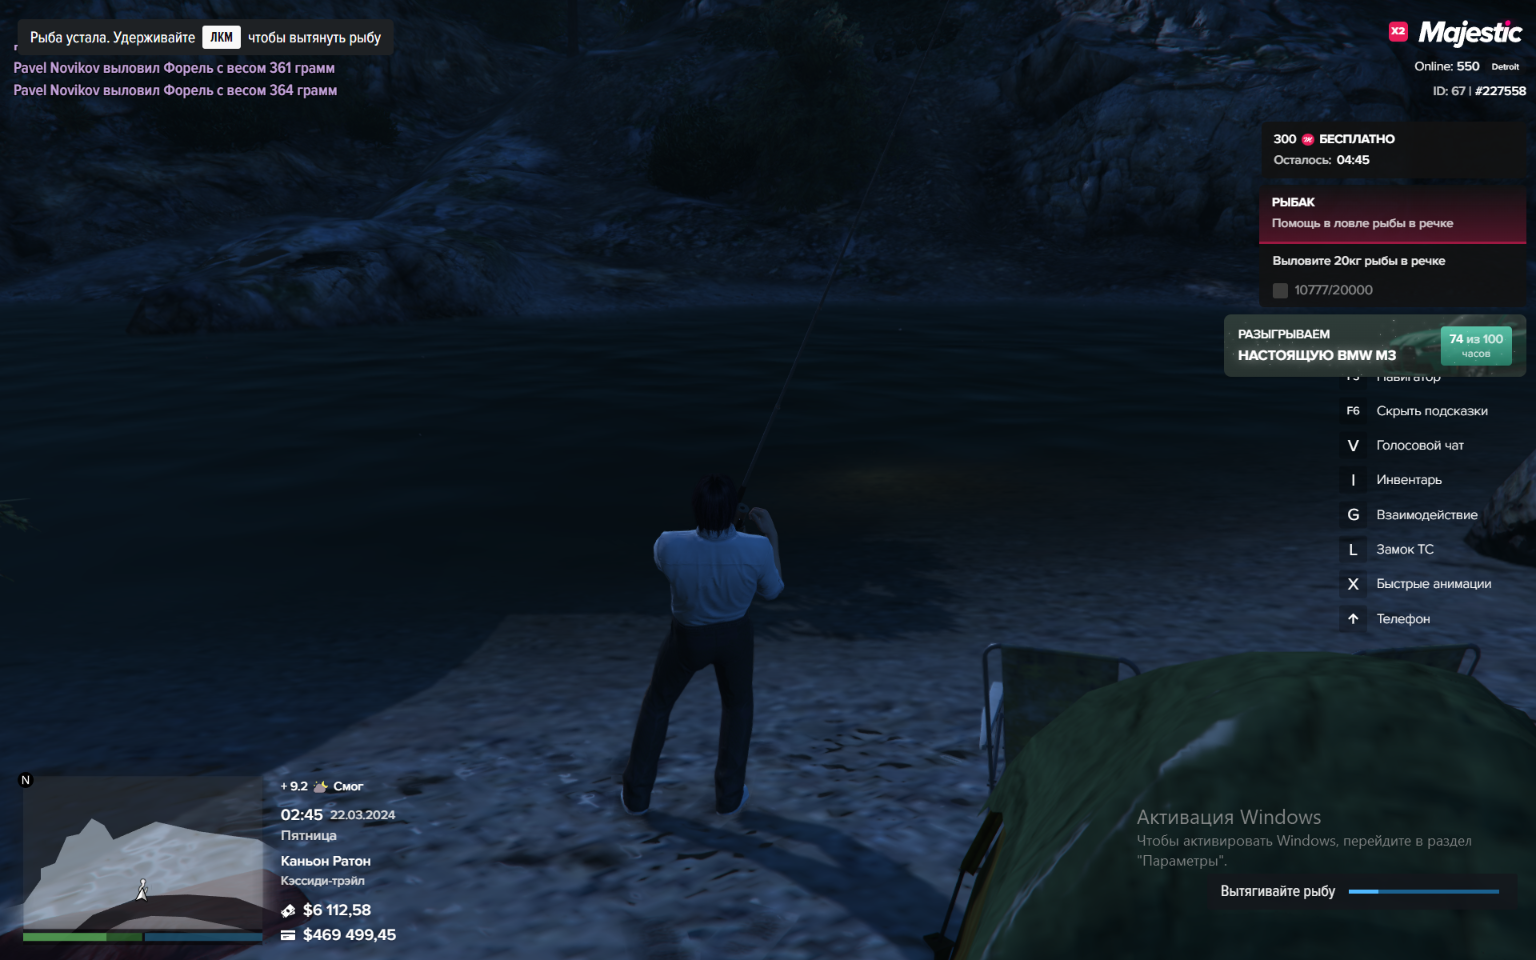 Рыба устала. Удерживайте ЛКМ чтобы вытянуть рыбу
Pavel Novikov выловил Форель с весом 361 грамм
Pavel Novikov выловил Форель с весом 364 грамм
X2 Majestic
Online: 550 Detroit
ID: 67 | #227558
300 БЕСПЛАТНО
Осталось: 04:45
РЫБАК
Помощь в ловле рыбы в речке
Выловите 20кг рыбы в речке
10777/20000
РАЗЫГРЫВАЕМ
НАСТОЯЩУЮ BMW M3
74 из 100
часов
Навигатор
F6 Скрыть подсказки
V Голосовой чат
I Инвентарь
G Взаимодействие
L Замок ТС
X Быстрые анимации
↑ Телефон
N
+ 9.2 Смог
02:45 22.03.2024
Пятница
Каньон Ратон
Кэссиди-трэйл
$6 112,58
$469 499,45
Активация Windows
Чтобы активировать Windows, перейдите в раздел
"Параметры".
Вытягивайте рыбу